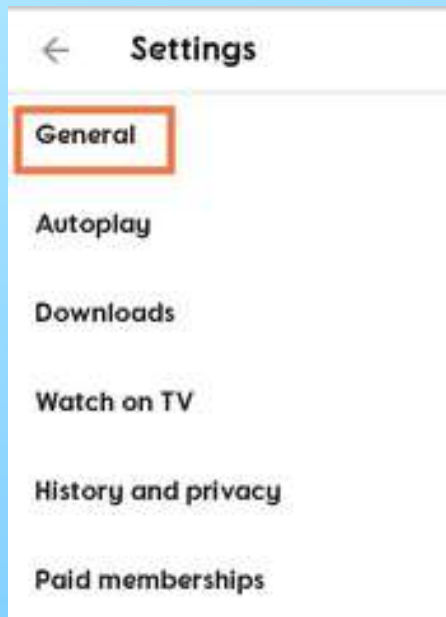 Settings
General
Autoplay
Downloads
Watch on TV
History and privacy
Paid memberships